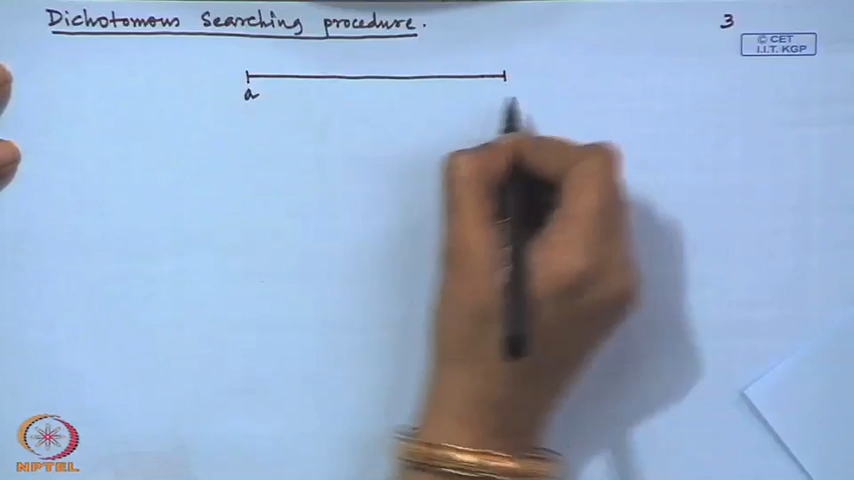 Dichotomous Searching procedure.
3
© CET
I.I.T. KGP
a
NPTEL